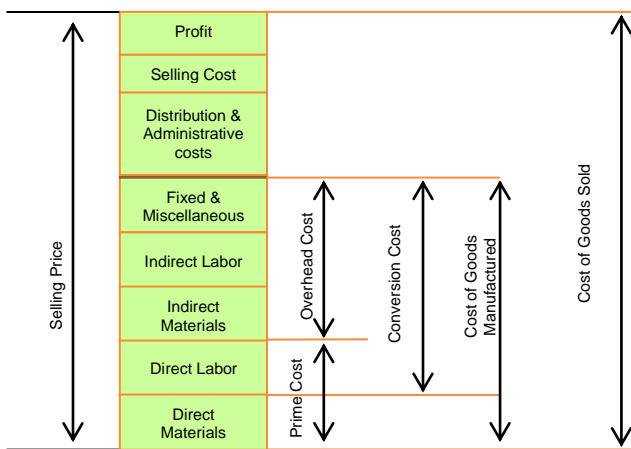 Profit
Selling Cost
Distribution &
Administrative
costs
Fixed &
Miscellaneous
Indirect Labor
Indirect
Materials
Direct Labor
Direct
Materials
Selling Price
Overhead Cost
Prime Cost
Conversion Cost
Cost of Goods
Manufactured
Cost of Goods Sold